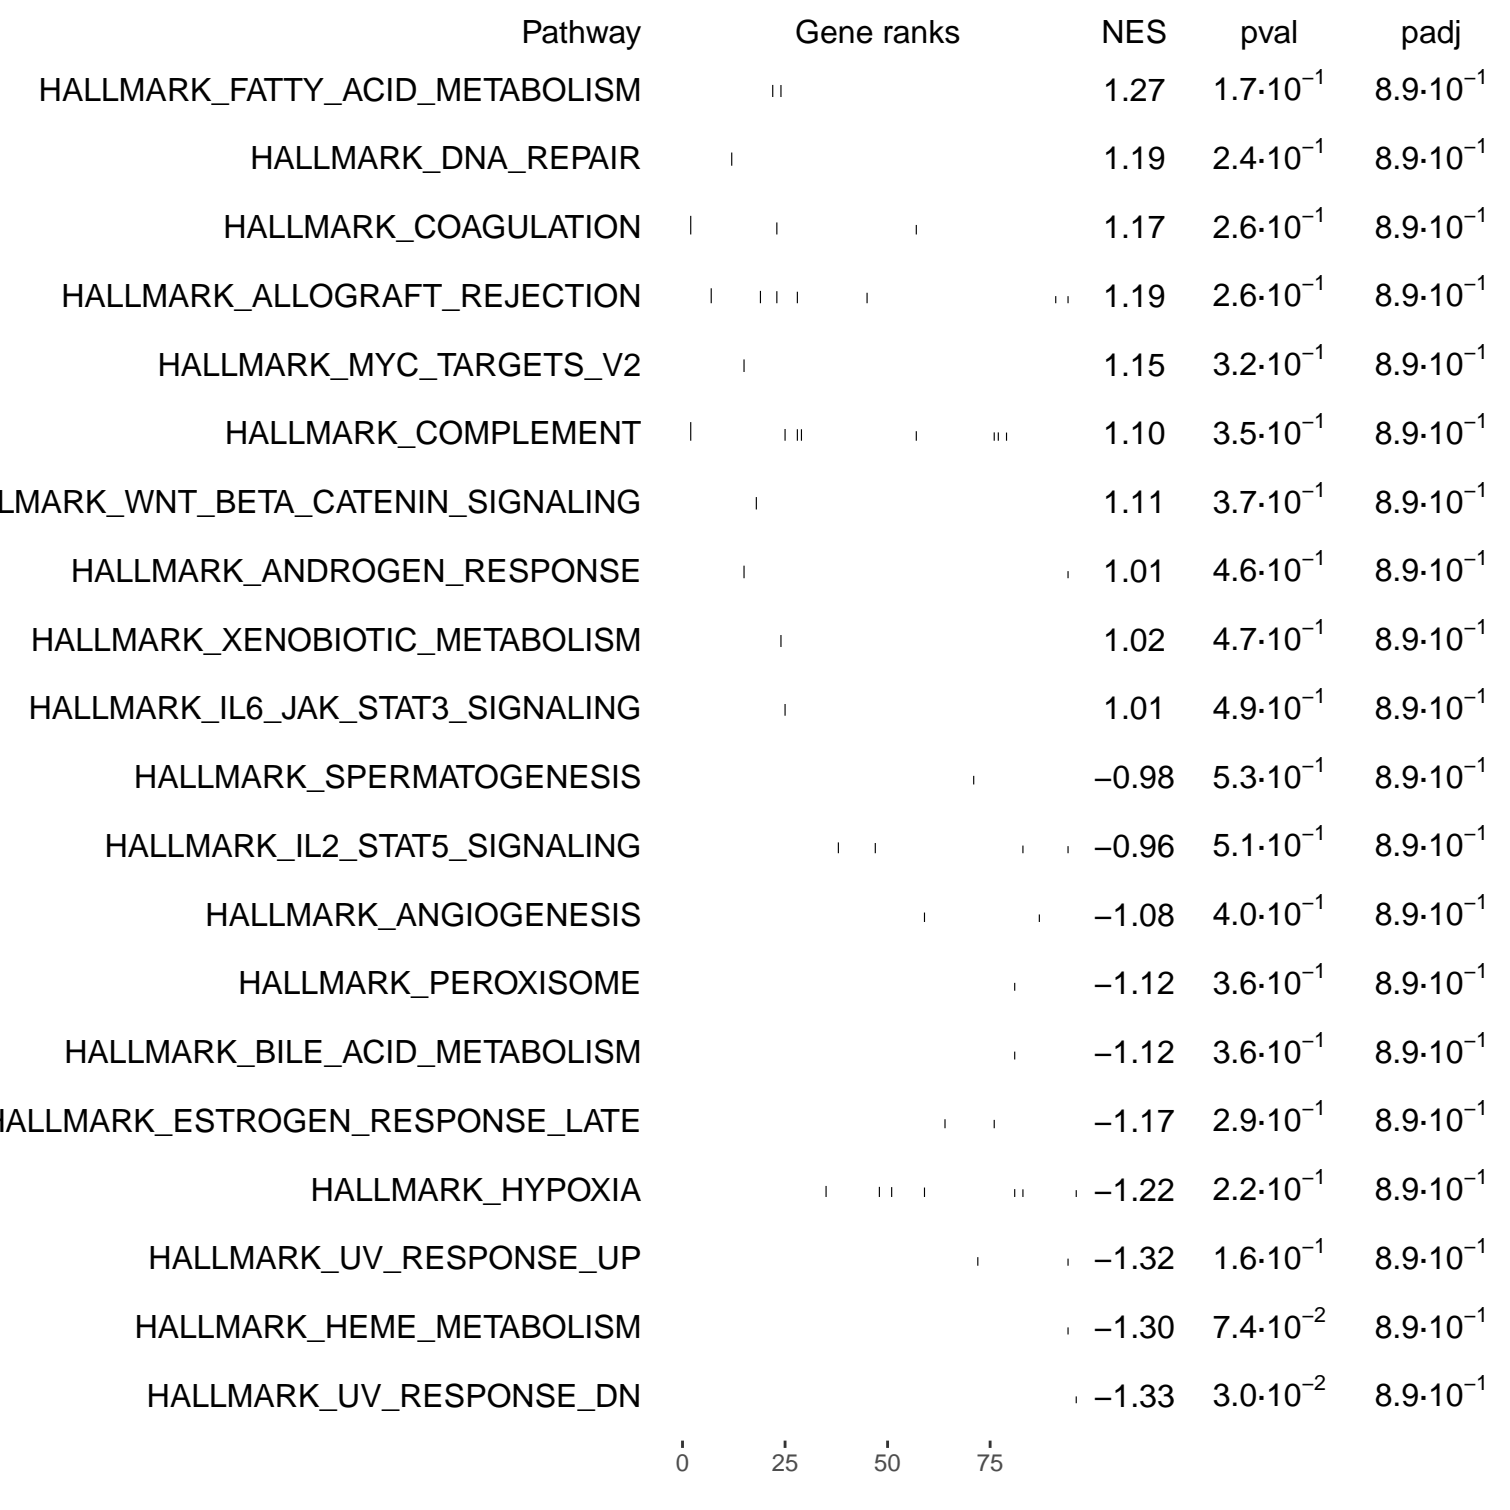 Pathway Gene ranks NES pval padj
HALLMARK_FATTY_ACID_METABOLISM 1.27 1.7·10⁻¹ 8.9·10⁻¹
HALLMARK_DNA_REPAIR 1.19 2.4·10⁻¹ 8.9·10⁻¹
HALLMARK_COAGULATION 1.17 2.6·10⁻¹ 8.9·10⁻¹
HALLMARK_ALLOGRAFT_REJECTION 1.19 2.6·10⁻¹ 8.9·10⁻¹
HALLMARK_MYC_TARGETS_V2 1.15 3.2·10⁻¹ 8.9·10⁻¹
HALLMARK_COMPLEMENT 1.10 3.5·10⁻¹ 8.9·10⁻¹
LMARK_WNT_BETA_CATENIN_SIGNALING 1.11 3.7·10⁻¹ 8.9·10⁻¹
HALLMARK_ANDROGEN_RESPONSE 1.01 4.6·10⁻¹ 8.9·10⁻¹
HALLMARK_XENOBIOTIC_METABOLISM 1.02 4.7·10⁻¹ 8.9·10⁻¹
HALLMARK_IL6_JAK_STAT3_SIGNALING 1.01 4.9·10⁻¹ 8.9·10⁻¹
HALLMARK_SPERMATOGENESIS −0.98 5.3·10⁻¹ 8.9·10⁻¹
HALLMARK_IL2_STAT5_SIGNALING −0.96 5.1·10⁻¹ 8.9·10⁻¹
HALLMARK_ANGIOGENESIS −1.08 4.0·10⁻¹ 8.9·10⁻¹
HALLMARK_PEROXISOME −1.12 3.6·10⁻¹ 8.9·10⁻¹
HALLMARK_BILE_ACID_METABOLISM −1.12 3.6·10⁻¹ 8.9·10⁻¹
HALLMARK_ESTROGEN_RESPONSE_LATE −1.17 2.9·10⁻¹ 8.9·10⁻¹
HALLMARK_HYPOXIA −1.22 2.2·10⁻¹ 8.9·10⁻¹
HALLMARK_UV_RESPONSE_UP −1.32 1.6·10⁻¹ 8.9·10⁻¹
HALLMARK_HEME_METABOLISM −1.30 7.4·10⁻² 8.9·10⁻¹
HALLMARK_UV_RESPONSE_DN −1.33 3.0·10⁻² 8.9·10⁻¹
0 25 50 75